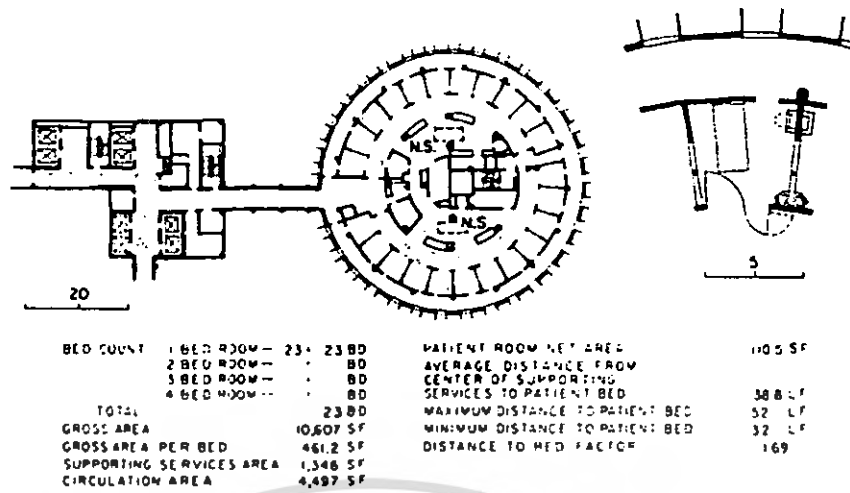 N.S.
N.S.
20
5
BED COUNT 1 BED ROOM — 23 · 23 BD
2 BED ROOM — · BD
3 BED ROOM — · BD
4 BED ROOM — · BD
TOTAL 23 BD
GROSS AREA 10,607 SF
GROSS AREA PER BED 461.2 SF
SUPPORTING SERVICES AREA 1,346 SF
CIRCULATION AREA 4,497 SF
PATIENT ROOM NET AREA 110.5 SF
AVERAGE DISTANCE FROM
CENTER OF SUPPORTING
SERVICES TO PATIENT BED 38.8 LF
MAXIMUM DISTANCE TO PATIENT BED 52 LF
MINIMUM DISTANCE TO PATIENT BED 32 LF
DISTANCE TO BED FACTOR 1.69